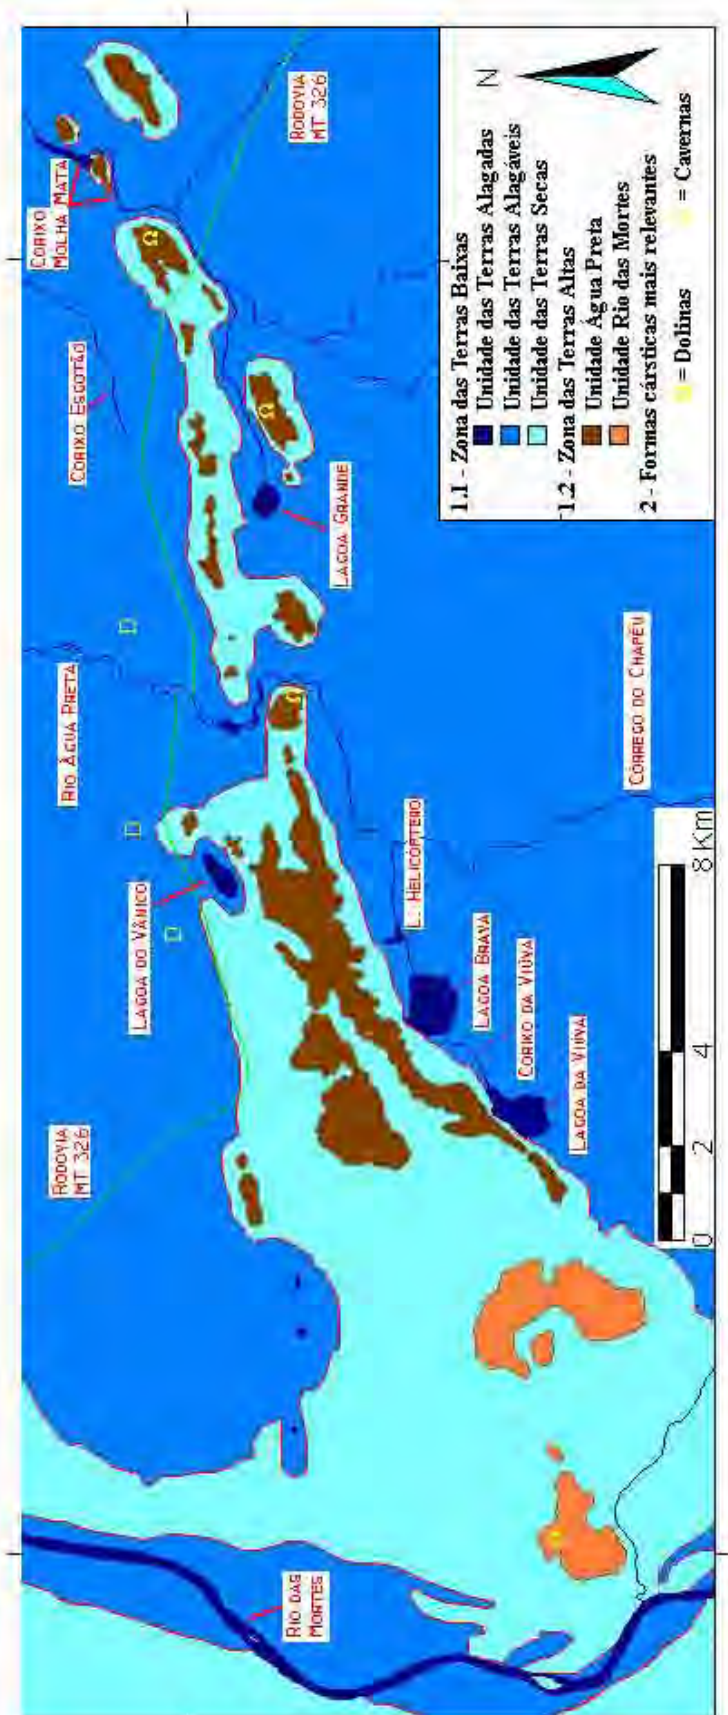 RIO DAS
MORTES
RODOVIA
MT 326
LAGOA DO VÂNICO
RIO ÁGUA PRETA
CORIXO ESGOTÃO
CORIXO
MOLHA MATA
RODOVIA
MT 326
LAGOA GRANDE
L. HELICÓPTERO
LAGOA BRAVA
CORIXO DA VIÚVA
LAGOA DA VIÚVA
CÓRREGO DO CHAPÉU
0 2 4 8Km
N
1.1 - Zona das Terras Baixas
Unidade das Terras Alagadas
Unidade das Terras Alagáveis
Unidade das Terras Secas
1.2 - Zona das Terras Altas
Unidade Água Preta
Unidade Rio das Mortes
2 - Formas cársticas mais relevantes
= Dolinas = Cavernas